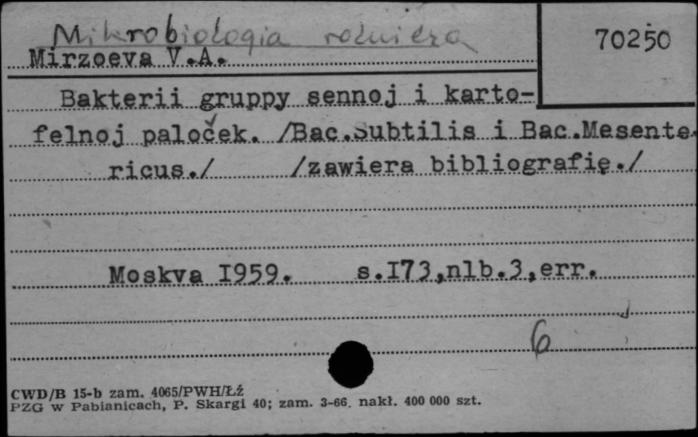 Mikrobiologia rolnicza
70250
Mirzoeva V.A.
Bakterii gruppy sennoj i karto-
felnoj paloček. /Bac.Subtilis i Bac.Mesente-
ricus./ /zawiera bibliografię./
Moskva I959. s.I73,nlb.3,err.
6
CWD/B 15-b zam. 4065/PWH/Łź
PZG w Pabianicach, P. Skargi 40; zam. 3-66. nakł. 400 000 szt.